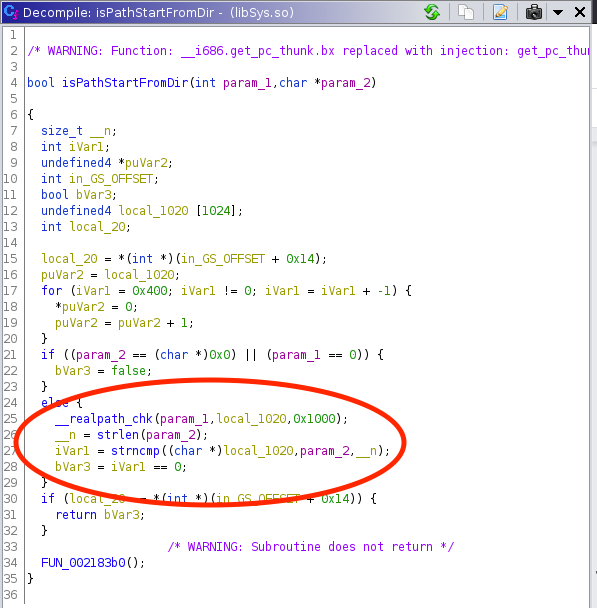 Decompile: isPathStartFromDir - (libSys.so)
1
2 /* WARNING: Function: __i686.get_pc_thunk.bx replaced with injection: get_pc_thu
3
4 bool isPathStartFromDir(int param_1,char *param_2)
5
6 {
7 size_t __n;
8 int iVar1;
9 undefined4 *puVar2;
10 int in_GS_OFFSET;
11 bool bVar3;
12 undefined4 local_1020 [1024];
13 int local_20;
14
15 local_20 = *(int *)(in_GS_OFFSET + 0x14);
16 puVar2 = local_1020;
17 for (iVar1 = 0x400; iVar1 != 0; iVar1 = iVar1 + -1) {
18 *puVar2 = 0;
19 puVar2 = puVar2 + 1;
20 }
21 if ((param_2 == (char *)0x0) || (param_1 == 0)) {
22 bVar3 = false;
23 }
24 else {
25 __realpath_chk(param_1,local_1020,0x1000);
26 __n = strlen(param_2);
27 iVar1 = strncmp((char *)local_1020,param_2,__n);
28 bVar3 = iVar1 == 0;
29 }
30 if (local_20 == *(int *)(in_GS_OFFSET + 0x14)) {
31 return bVar3;
32 }
33 /* WARNING: Subroutine does not return */
34 FUN_002183b0();
35 }
36